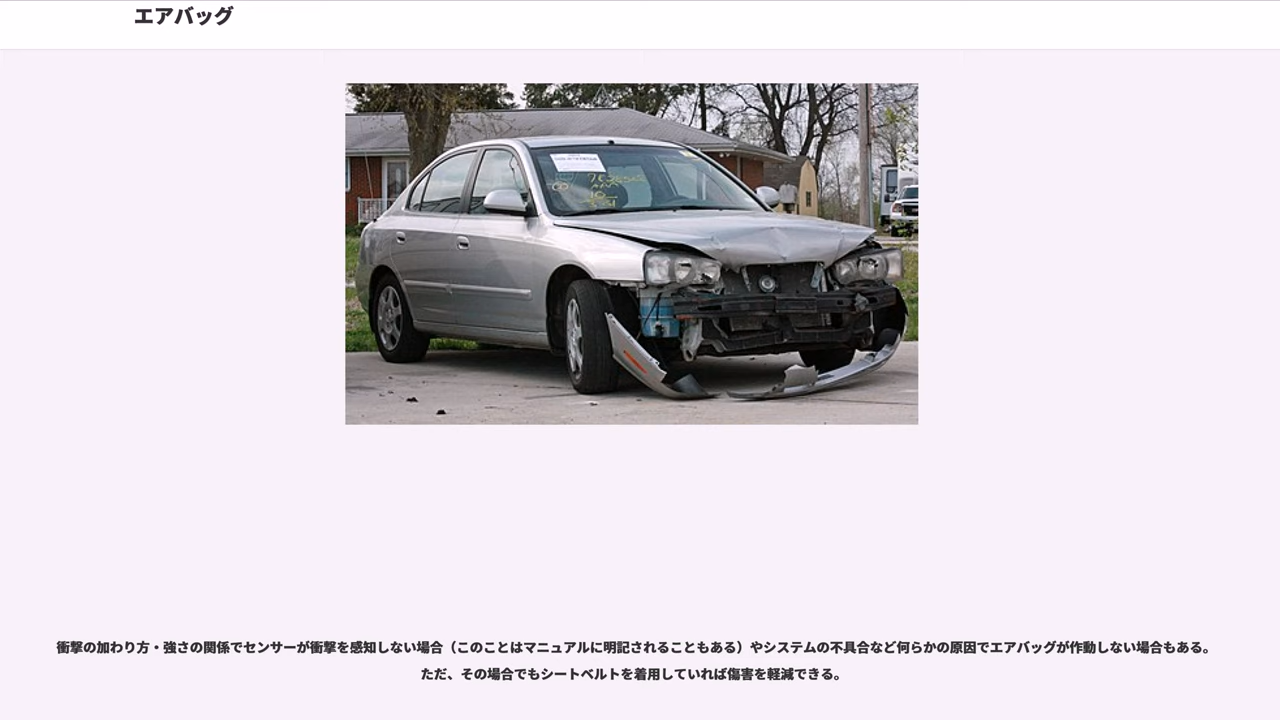 エアバッグ
衝撃の加わり方・強さの関係でセンサーが衝撃を感知しない場合（このことはマニュアルに明記されることもある）やシステムの不具合など何らかの原因でエアバッグが作動しない場合もある。
ただ、その場合でもシートベルトを着用していれば傷害を軽減できる。